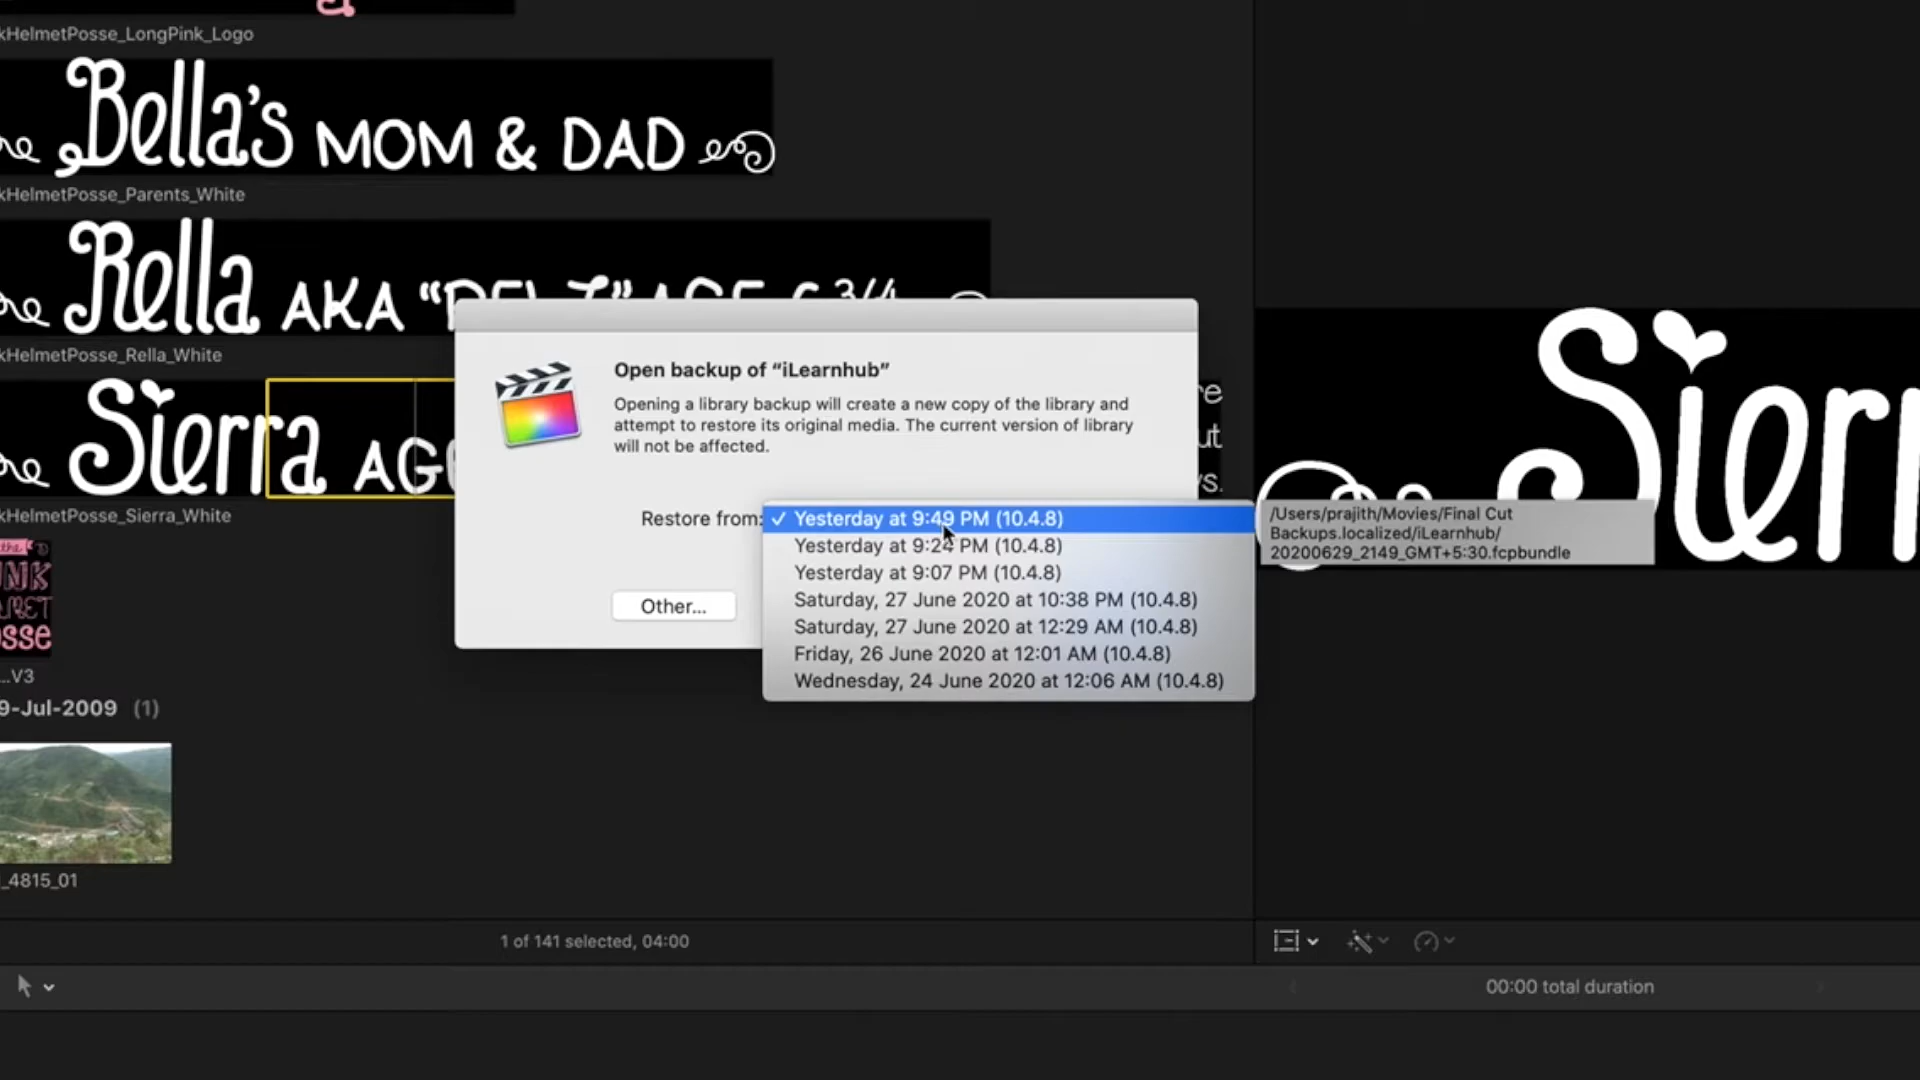 kHelmetPosse_LongPink_Logo
Bella's MOM & DAD
kHelmetPosse_Parents_White
Rella AKA
kHelmetPosse_Rella_White
Sierra
kHelmetPosse_Sierra_White
the
...V3
9-Jul-2009 (1)
_4815_01
Open backup of “iLearnhub”
Opening a library backup will create a new copy of the library and
attempt to restore its original media. The current version of library
will not be affected.
Restore from:
✓ Yesterday at 9:49 PM (10.4.8)
Yesterday at 9:24 PM (10.4.8)
Yesterday at 9:07 PM (10.4.8)
Saturday, 27 June 2020 at 10:38 PM (10.4.8)
Saturday, 27 June 2020 at 12:29 AM (10.4.8)
Friday, 26 June 2020 at 12:01 AM (10.4.8)
Wednesday, 24 June 2020 at 12:06 AM (10.4.8)
Other...
/Users/prajith/Movies/Final Cut
Backups.localized/iLearnhub/
20200629_2149_GMT+5:30.fcpbundle
Sierr
1 of 141 selected, 04:00
00:00 total duration